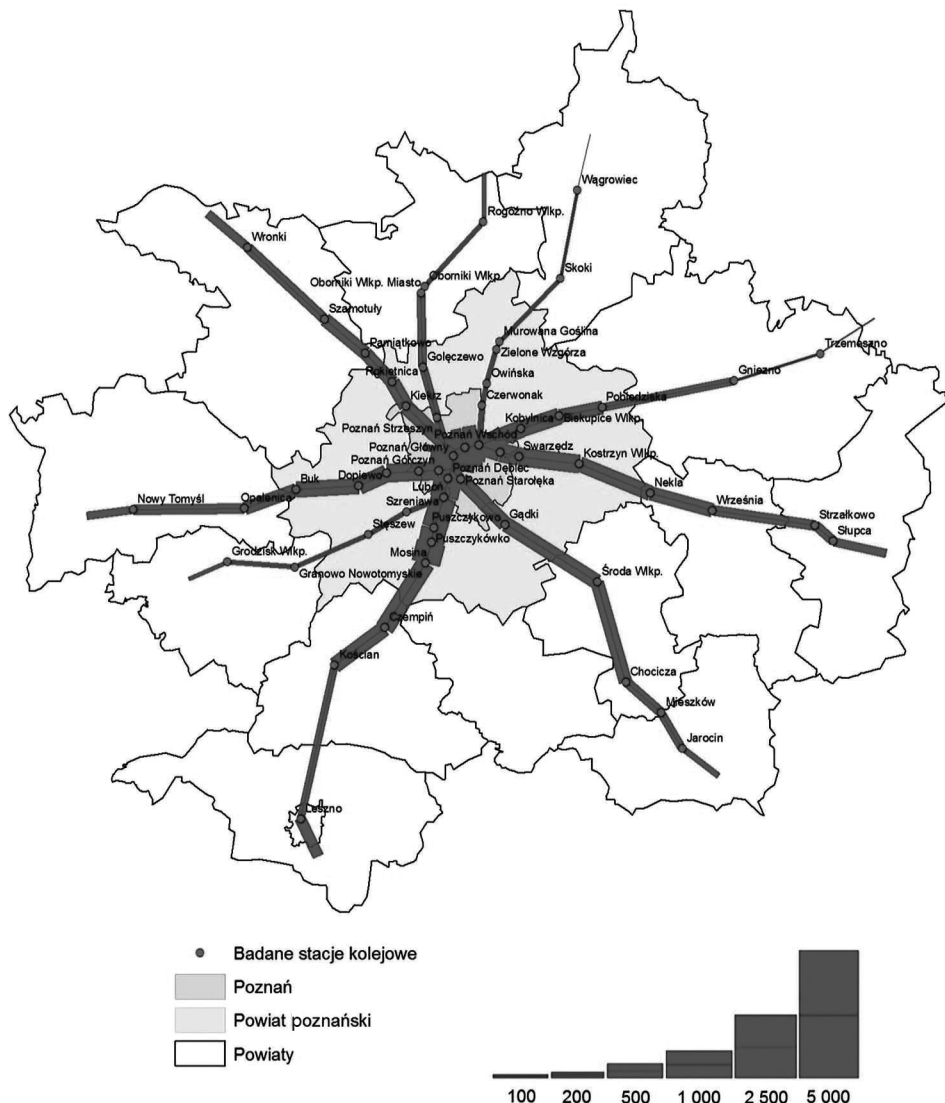 Wągrowiec
Rogoźno Wlkp.
Wronki
Skoki
Oborniki Wlkp.
Oborniki Wlkp. Miasto
Szamotuły
Murowana Goślina
Pamiątkowo
Zielone Wzgórza
Trzemeszno
Golęczewo
Rokietnica
Gniezno
Owińska
Kiekrz
Czerwonak
Pobiedziska
Kobylnica
Biskupice Wlkp.
Poznań Strzeszyn
Poznań Wschód
Poznań Główny
Swarzędz
Kostrzyn Wlkp.
Poznań Górczyn
Poznań Dębiec
Buk
Dopiewo
Poznań Starołęka
Luboń
Nekla
Nowy Tomyśl
Opalenica
Szreniawa
Września
Gądki
Puszczykowo
Strzałkowo
Stęszew
Słupca
Puszczykówko
Mosina
Grodzisk Wlkp.
Granowo Nowotomyskie
Środa Wlkp.
Czempiń
Kościan
Chocicza
Mieszków
Jarocin
Leszno
Badane stacje kolejowe
Poznań
Powiat poznański
Powiaty
100 200 500 1 000 2 500 5 000